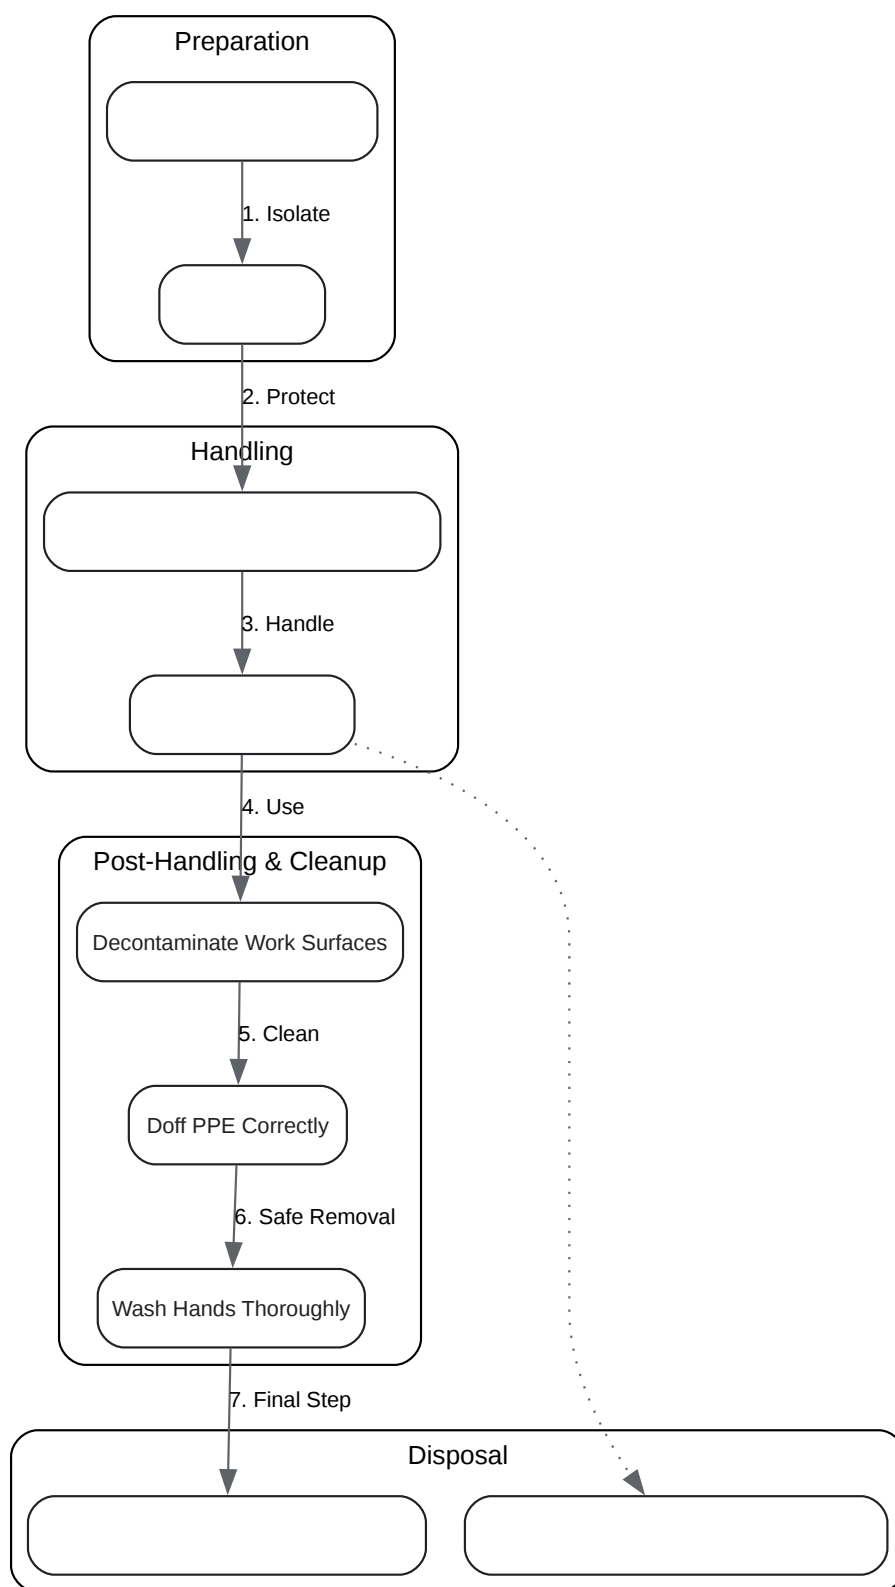 Preparation
1. Isolate
2. Protect
Handling
3. Handle
4. Use
Post-Handling & Cleanup
Decontaminate Work Surfaces
5. Clean
Doff PPE Correctly
6. Safe Removal
Wash Hands Thoroughly
7. Final Step
Disposal